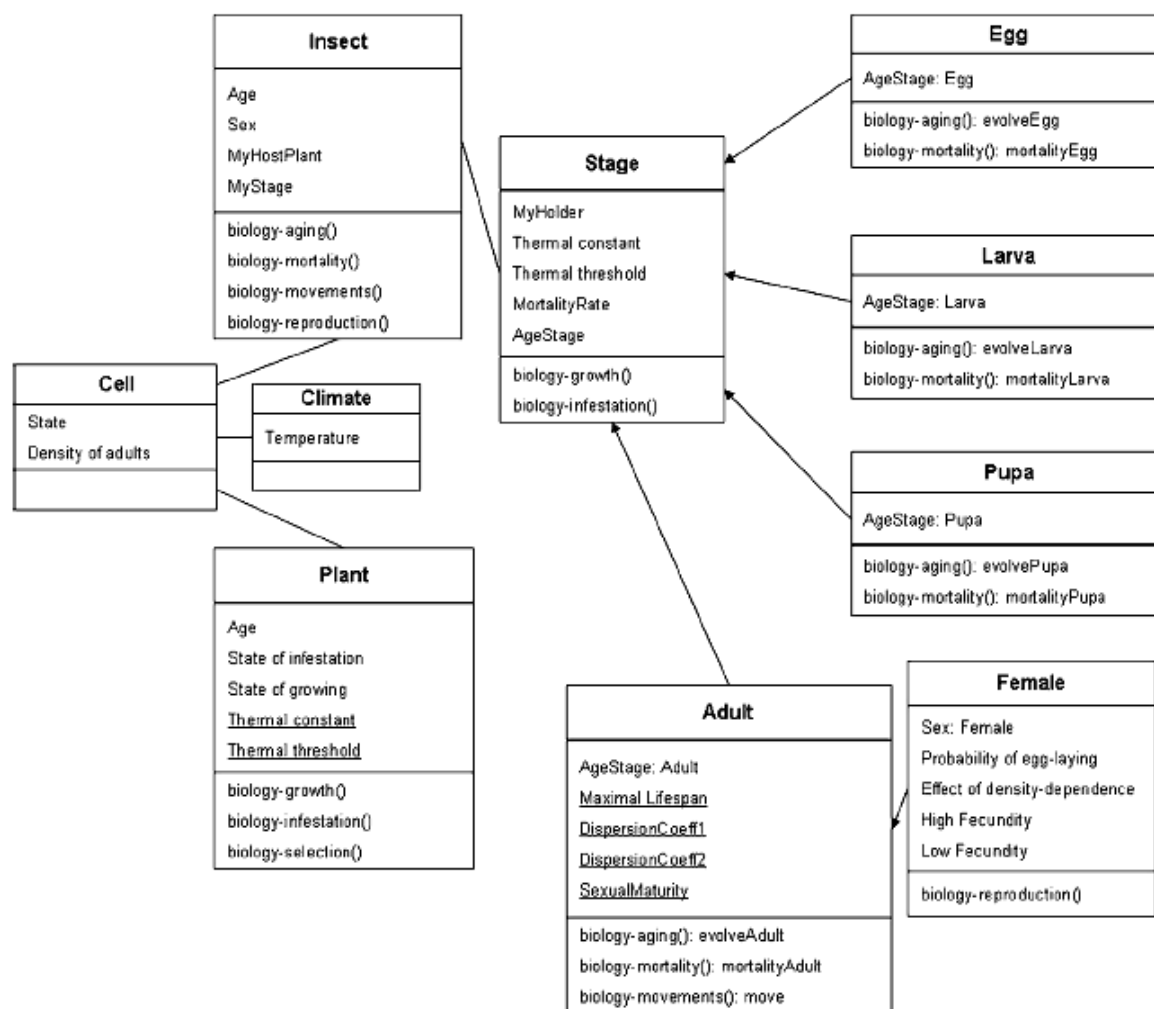 Insect
Age
Sex
MyHostPlant
MyStage
biology-aging()
biology-mortality()
biology-movements()
biology-reproduction()
Cell
State
Density of adults
Climate
Temperature
Plant
Age
State of infestation
State of growing
Thermal constant
Thermal threshold
biology-growth()
biology-infestation()
biology-selection()
Stage
MyHolder
Thermal constant
Thermal threshold
MortalityRate
AgeStage
biology-growth()
biology-infestation()
Egg
AgeStage: Egg
biology-aging(): evolveEgg
biology-mortality(): mortalityEgg
Larva
AgeStage: Larva
biology-aging(): evolveLarva
biology-mortality(): mortalityLarva
Pupa
AgeStage: Pupa
biology-aging(): evolvePupa
biology-mortality(): mortalityPupa
Adult
AgeStage: Adult
Maximal Lifespan
DispersionCoeff1
DispersionCoeff2
SexualMaturity
biology-aging(): evolveAdult
biology-mortality(): mortalityAdult
biology-movements(): move
Female
Sex: Female
Probability of egg-laying
Effect of density-dependence
High Fecundity
Low Fecundity
biology-reproduction()